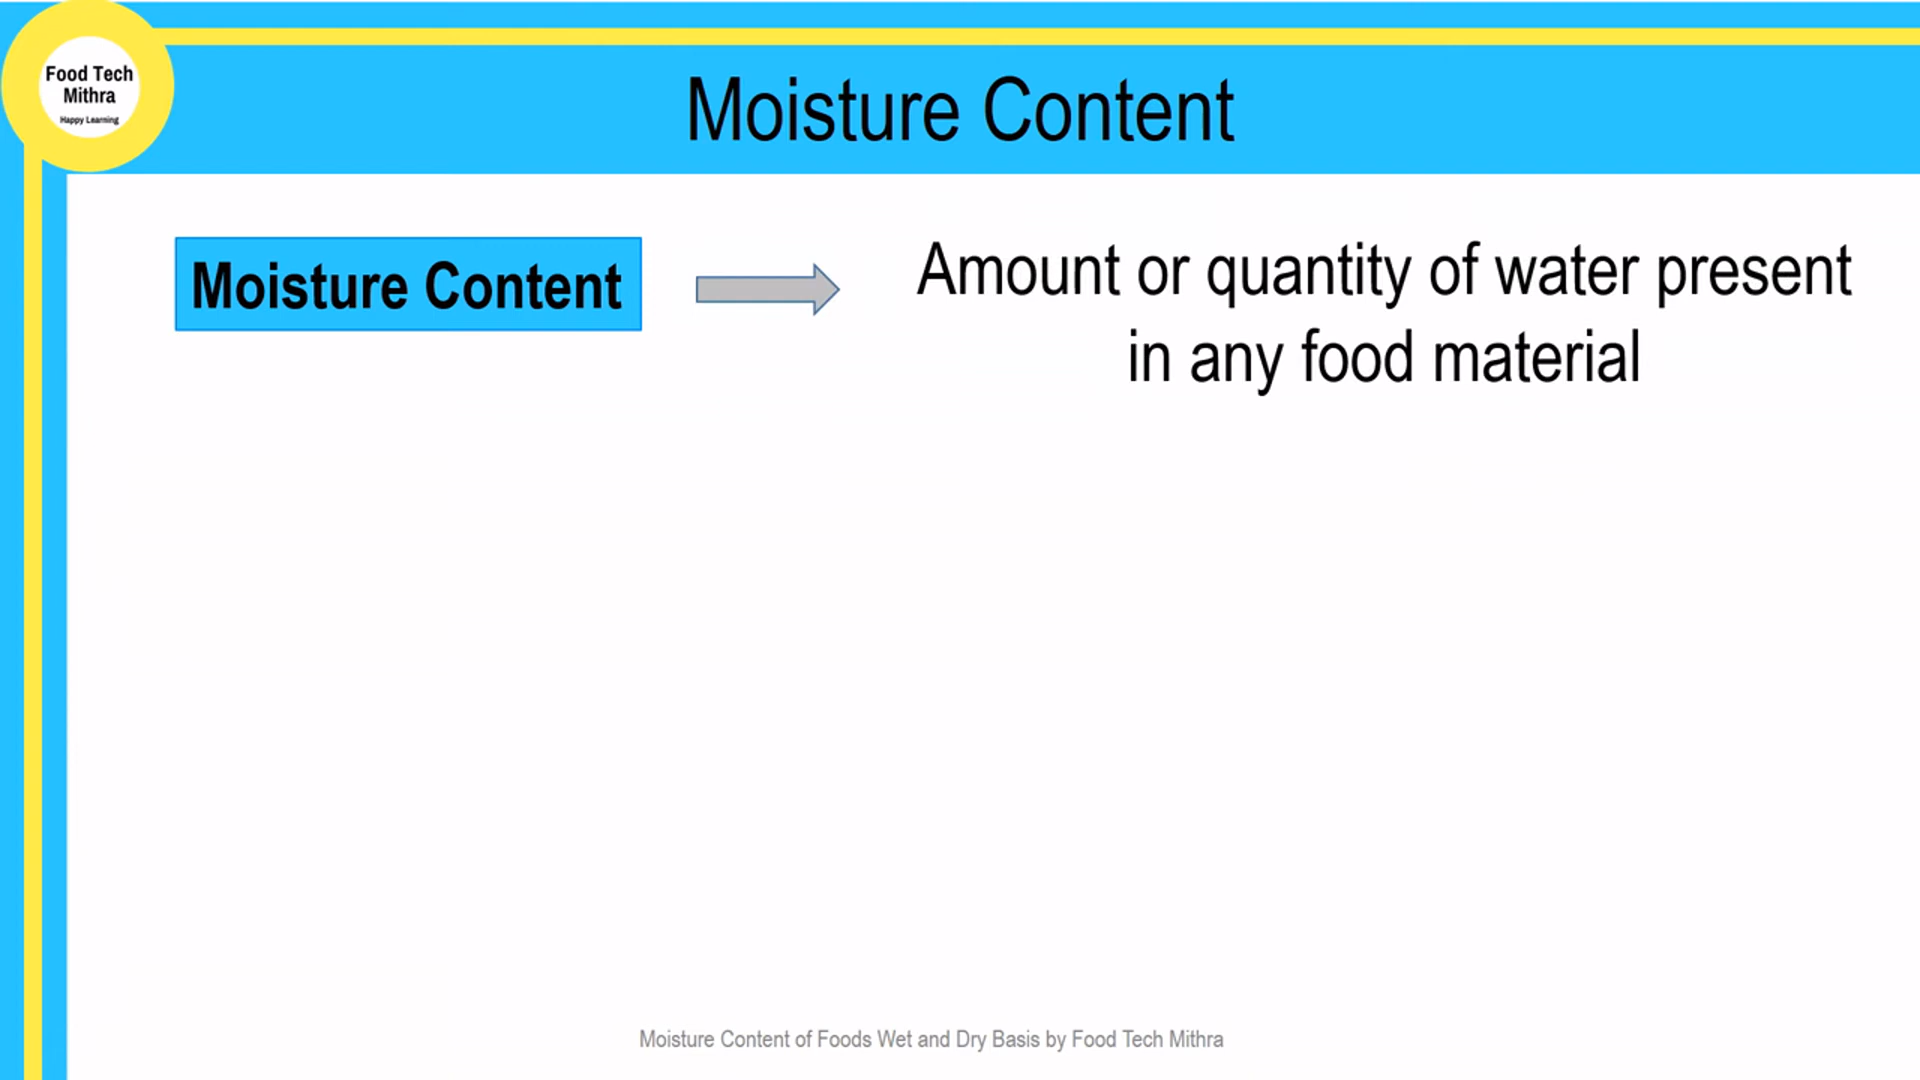 Food Tech
Mithra
Happy Learning
Moisture Content
Moisture Content
Amount or quantity of water present
in any food material
Moisture Content of Foods Wet and Dry Basis by Food Tech Mithra